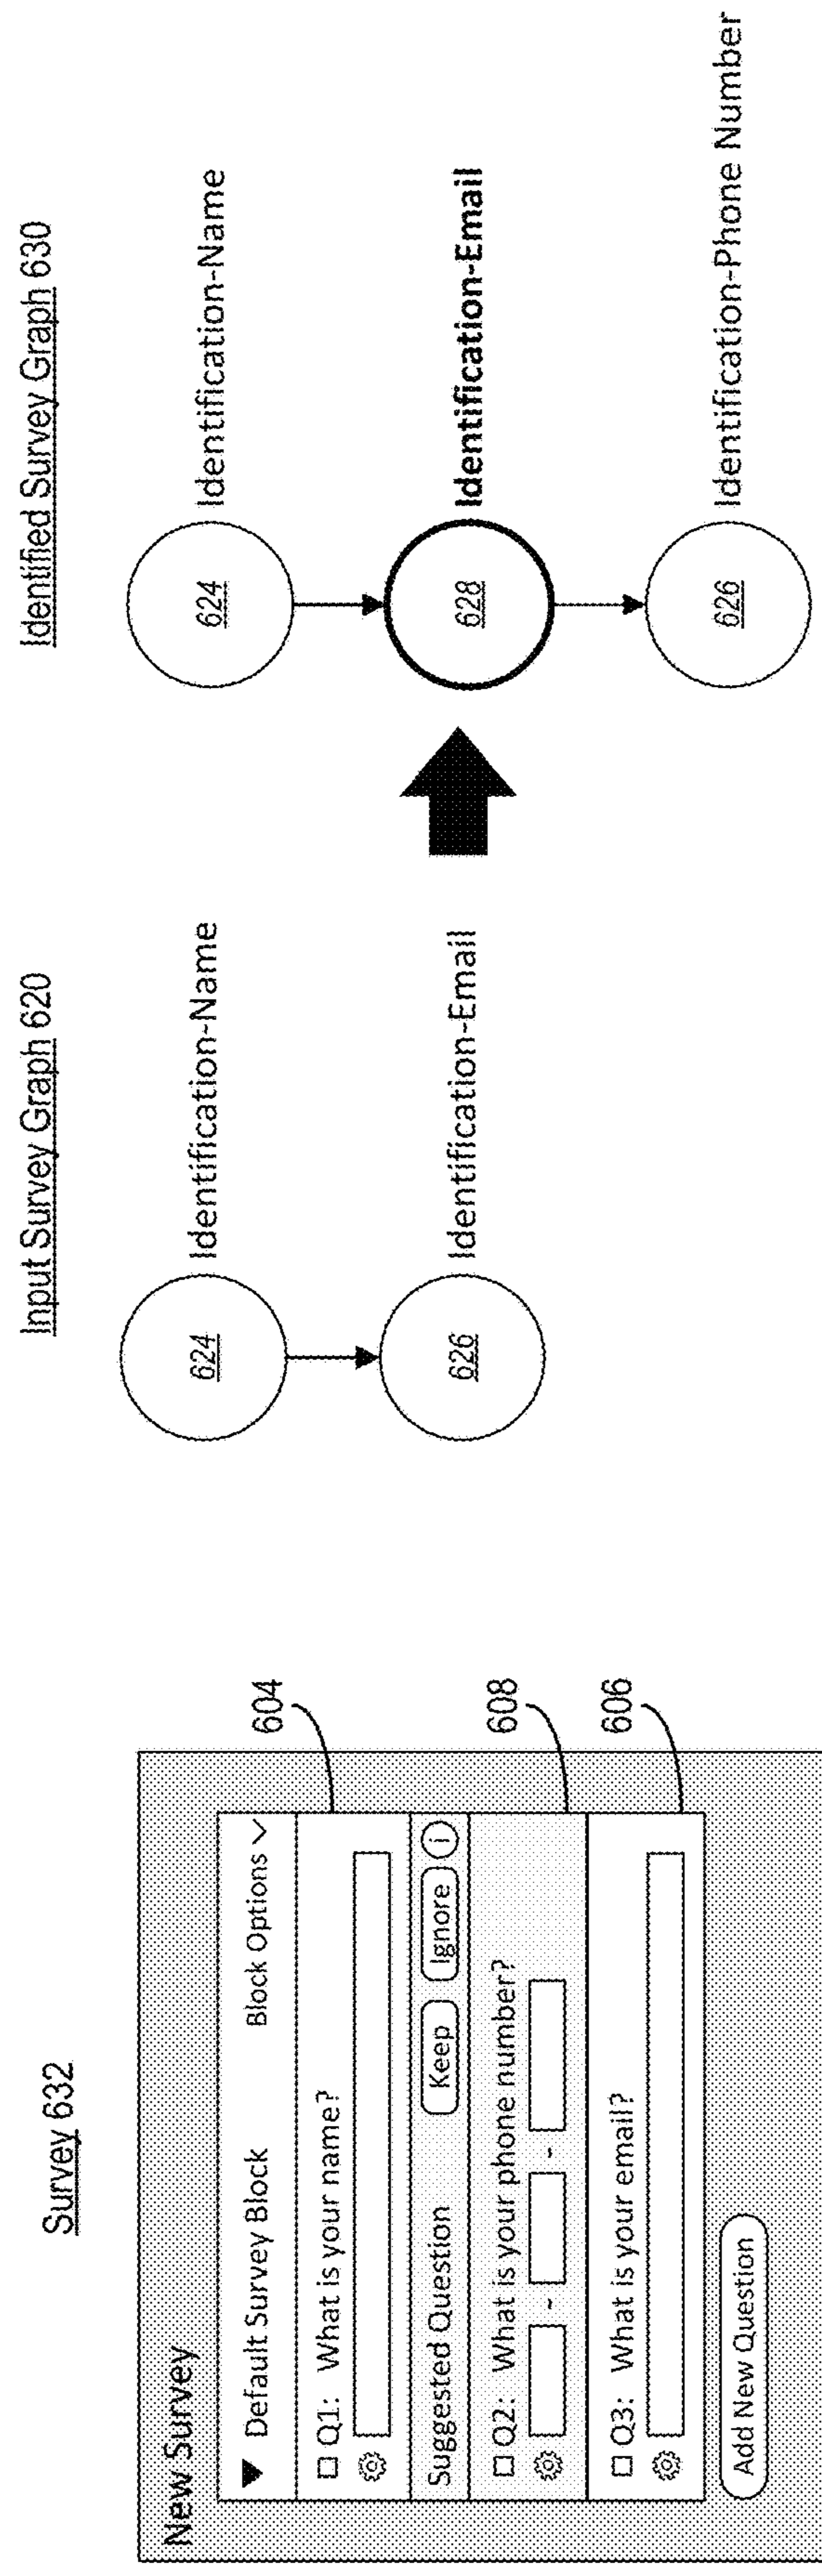 Survey 632
New Survey
Default Survey Block
Block Options
Q1: What is your name?
604
Suggested Question
Keep
Ignore
i
Q2: What is your phone number?
- -
608
Q3: What is your email?
606
Add New Question
Input Survey Graph 620
624
Identification-Name
626
Identification-Email
Identified Survey Graph 630
624
Identification-Name
628
Identification-Email
626
Identification-Phone Number